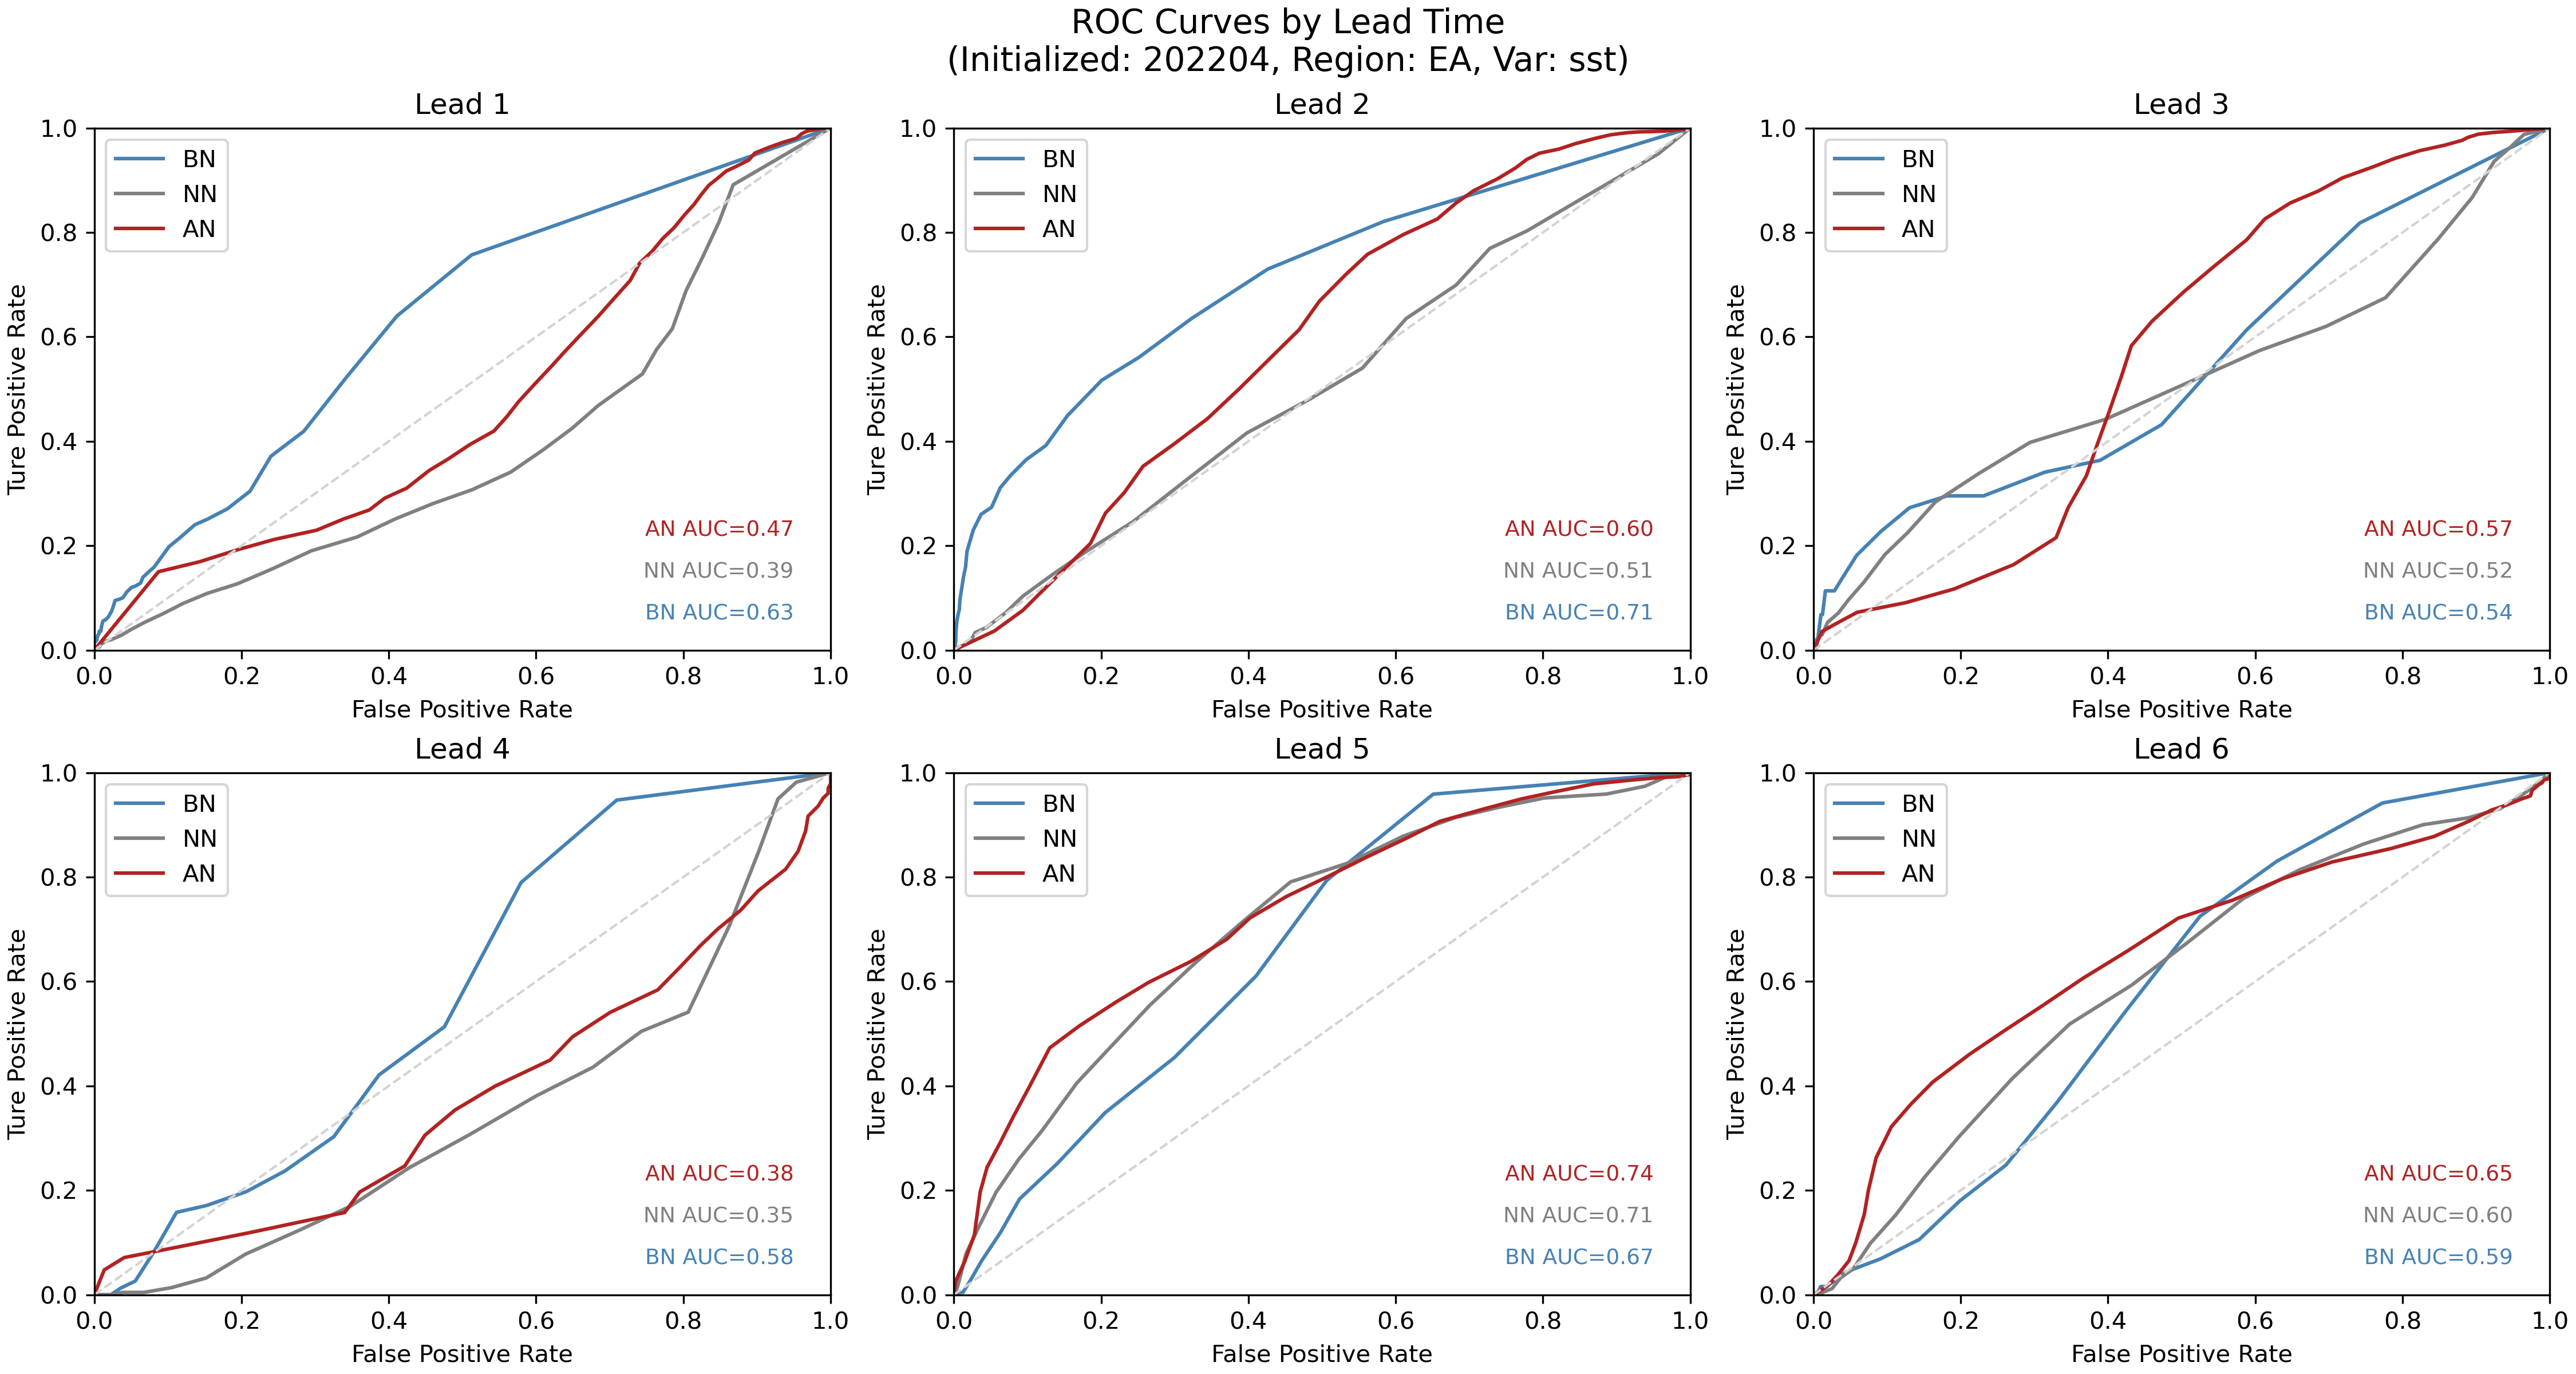 ROC Curves by Lead Time
(Initialized: 202204, Region: EA, Var: sst)
Lead 1
1.0
0.8
0.6
0.4
0.2
0.0
Ture Positive Rate
BN
NN
AN
AN AUC=0.47
NN AUC=0.39
BN AUC=0.63
0.0 0.2 0.4 0.6 0.8 1.0
False Positive Rate
Lead 2
1.0
0.8
0.6
0.4
0.2
0.0
Ture Positive Rate
BN
NN
AN
AN AUC=0.60
NN AUC=0.51
BN AUC=0.71
0.0 0.2 0.4 0.6 0.8 1.0
False Positive Rate
Lead 3
1.0
0.8
0.6
0.4
0.2
0.0
Ture Positive Rate
BN
NN
AN
AN AUC=0.57
NN AUC=0.52
BN AUC=0.54
0.0 0.2 0.4 0.6 0.8 1.0
False Positive Rate
Lead 4
1.0
0.8
0.6
0.4
0.2
0.0
Ture Positive Rate
BN
NN
AN
AN AUC=0.38
NN AUC=0.35
BN AUC=0.58
0.0 0.2 0.4 0.6 0.8 1.0
False Positive Rate
Lead 5
1.0
0.8
0.6
0.4
0.2
0.0
Ture Positive Rate
BN
NN
AN
AN AUC=0.74
NN AUC=0.71
BN AUC=0.67
0.0 0.2 0.4 0.6 0.8 1.0
False Positive Rate
Lead 6
1.0
0.8
0.6
0.4
0.2
0.0
Ture Positive Rate
BN
NN
AN
AN AUC=0.65
NN AUC=0.60
BN AUC=0.59
0.0 0.2 0.4 0.6 0.8 1.0
False Positive Rate